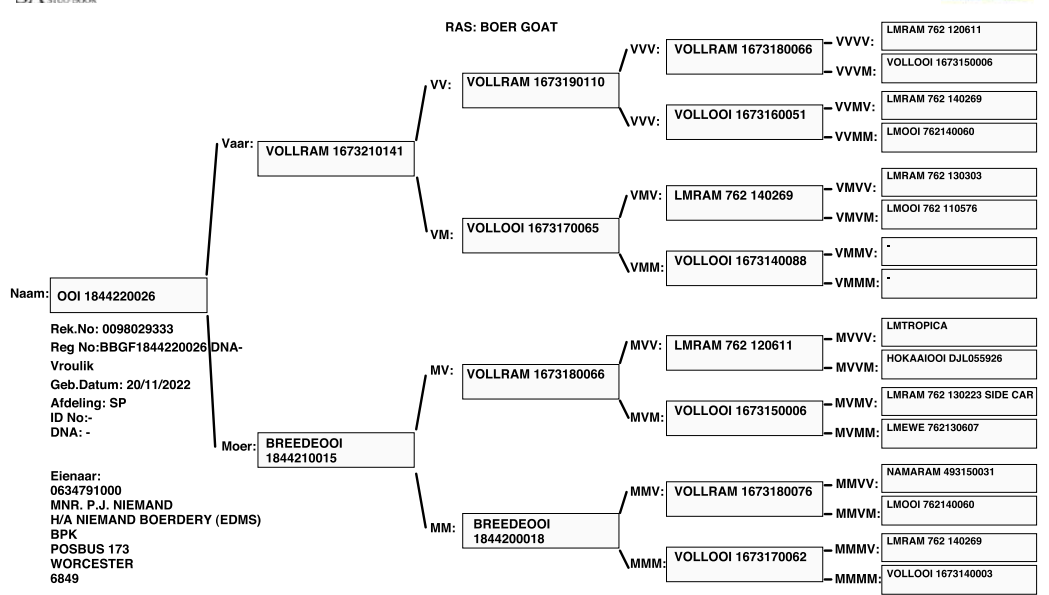 RAS: BOER GOAT
Naam: OOI 1844220026
Rek.No: 0098029333
Reg No:BBGF1844220026 DNA-
Vroulik
Geb.Datum: 20/11/2022
Afdeling: SP
ID No:-
DNA: -
Eienaar:
0634791000
MNR. P.J. NIEMAND
H/A NIEMAND BOERDERY (EDMS)
BPK
POSBUS 173
WORCESTER
6849
Vaar: VOLLRAM 1673210141
Moer: BREEDEOOI
1844210015
VV: VOLLRAM 1673190110
VM: VOLLOOI 1673170065
MV: VOLLRAM 1673180066
MM: BREEDEOOI
1844200018
VVV: VOLLRAM 1673180066
VVV: VOLLOOI 1673160051
VMV: LMRAM 762 140269
VMM: VOLLOOI 1673140088
MVV: LMRAM 762 120611
MVM: VOLLOOI 1673150006
MMV: VOLLRAM 1673180076
MMM: VOLLOOI 1673170062
VVVV: LMRAM 762 120611
VVVM: VOLLOOI 1673150006
VVMV: LMRAM 762 140269
VVMM: LMOOI 762140060
VMVV: LMRAM 762 130303
VMVM: LMOOI 762 110576
VMMV: -
VMMM: -
MVVV: LMTROPICA
MVVM: HOKAAIOOI DJL055926
MVMV: LMRAM 762 130223 SIDE CAR
MVMM: LMEWE 762130607
MMVV: NAMARAM 493150031
MMVM: LMOOI 762140060
MMMV: LMRAM 762 140269
MMMM: VOLLOOI 1673140003